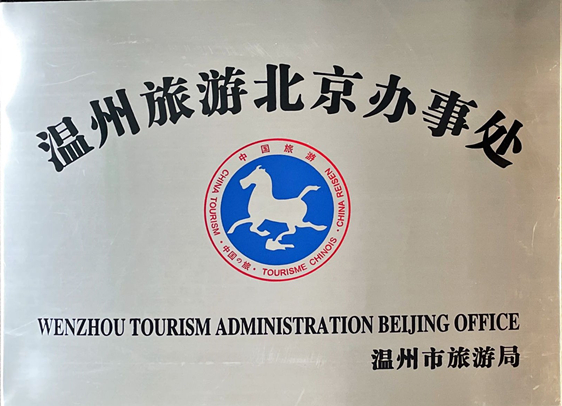 温州旅游北京办事处
中国旅游
CHINA TOURISM · 中国の旅 · TOURISME CHINOIS · CHINA REISEN
WENZHOU TOURISM ADMINISTRATION BEIJING OFFICE
温州市旅游局